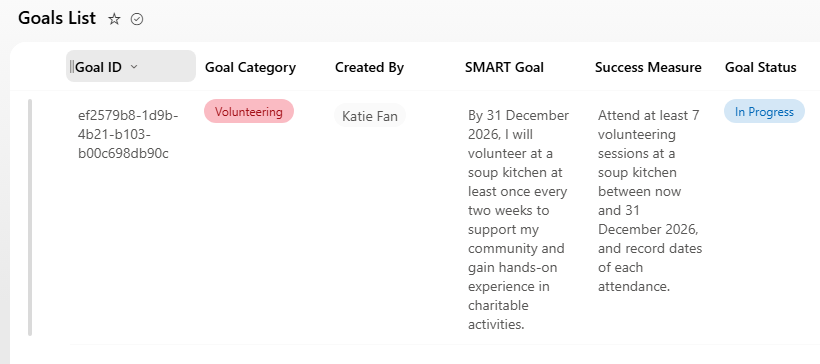 Goals List
Goal ID
Goal Category
Created By
SMART Goal
Success Measure
Goal Status
ef2579b8-1d9b-
4b21-b103-
b00c698db90c
Volunteering
Katie Fan
By 31 December
2026, I will
volunteer at a
soup kitchen at
least once every
two weeks to
support my
community and
gain hands-on
experience in
charitable
activities.
Attend at least 7
volunteering
sessions at a
soup kitchen
between now
and 31
December 2026,
and record dates
of each
attendance.
In Progress